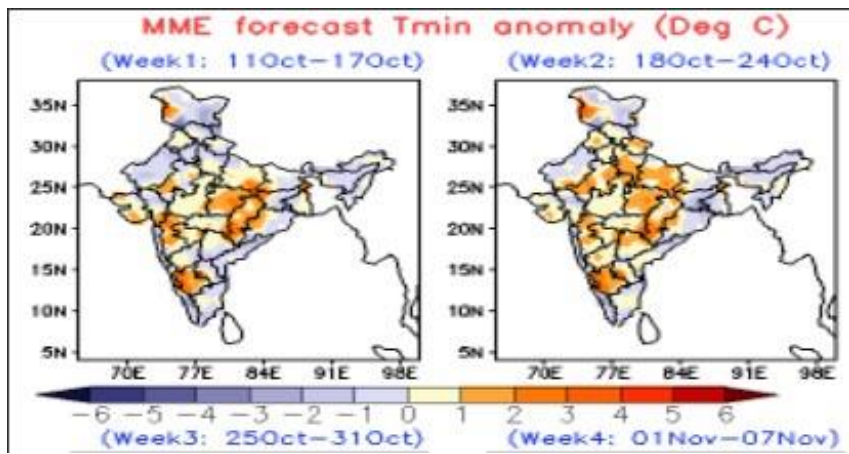 MME forecast Tmin anomaly (Deg C)
(Week1: 11Oct-17Oct) (Week2: 18Oct-24Oct)
35N 35N
30N 30N
25N 25N
20N 20N
15N 15N
10N 10N
5N 5N
70E 77E 84E 91E 98E 70E 77E 84E 91E 98E
-6 -5 -4 -3 -2 -1 0 1 2 3 4 5 6
(Week3: 25Oct-31Oct) (Week4: 01Nov-07Nov)